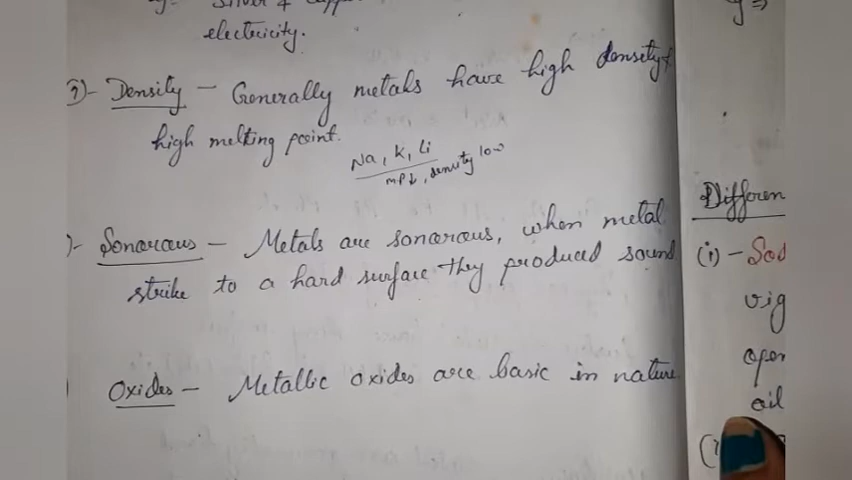 electricity.
Density - Generally metals have high density &
high melting point.
Na, K, Li
m.p↓, density low
Sonorous - Metals are sonorous, when metal
strike to a hard surface they produced sound
Oxides - Metallic oxides are basic in nature
Differen
(i) - Sod
vig
open
oil